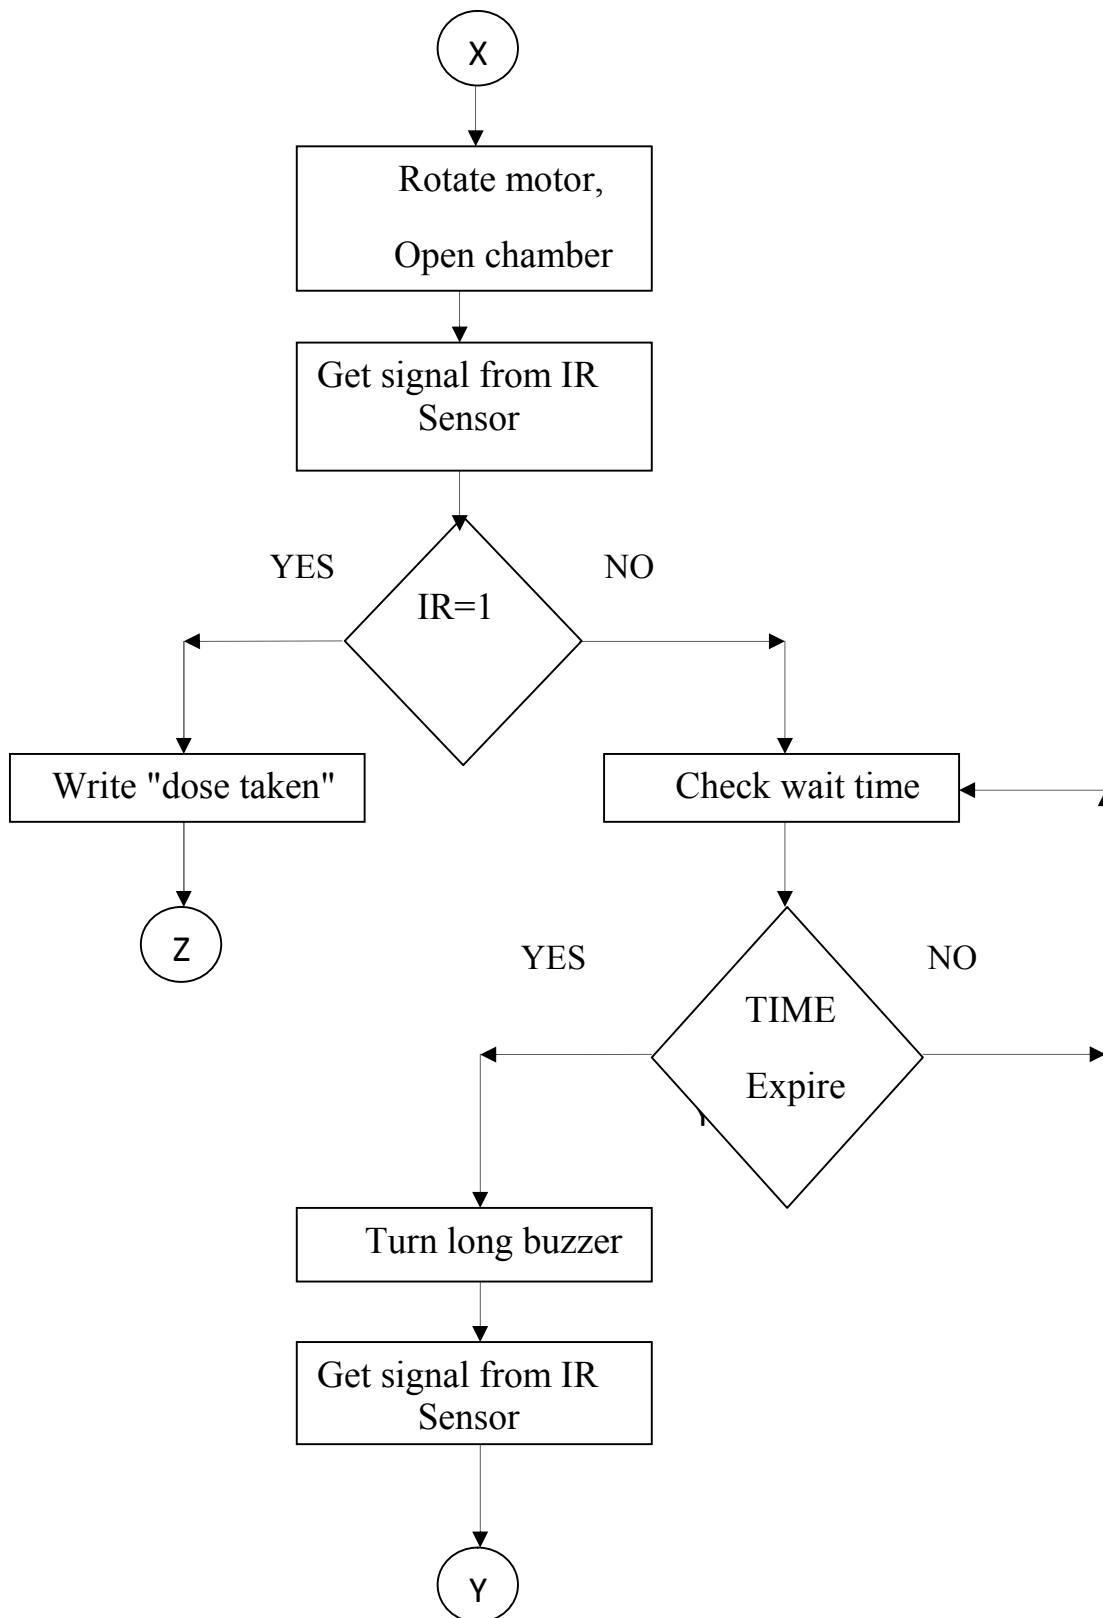 X
Rotate motor,
Open chamber
Get signal from IR
Sensor
YES
NO
IR=1
Write "dose taken"
Check wait time
Z
YES
NO
TIME
Expire
Turn long buzzer
Get signal from IR
Sensor
Y